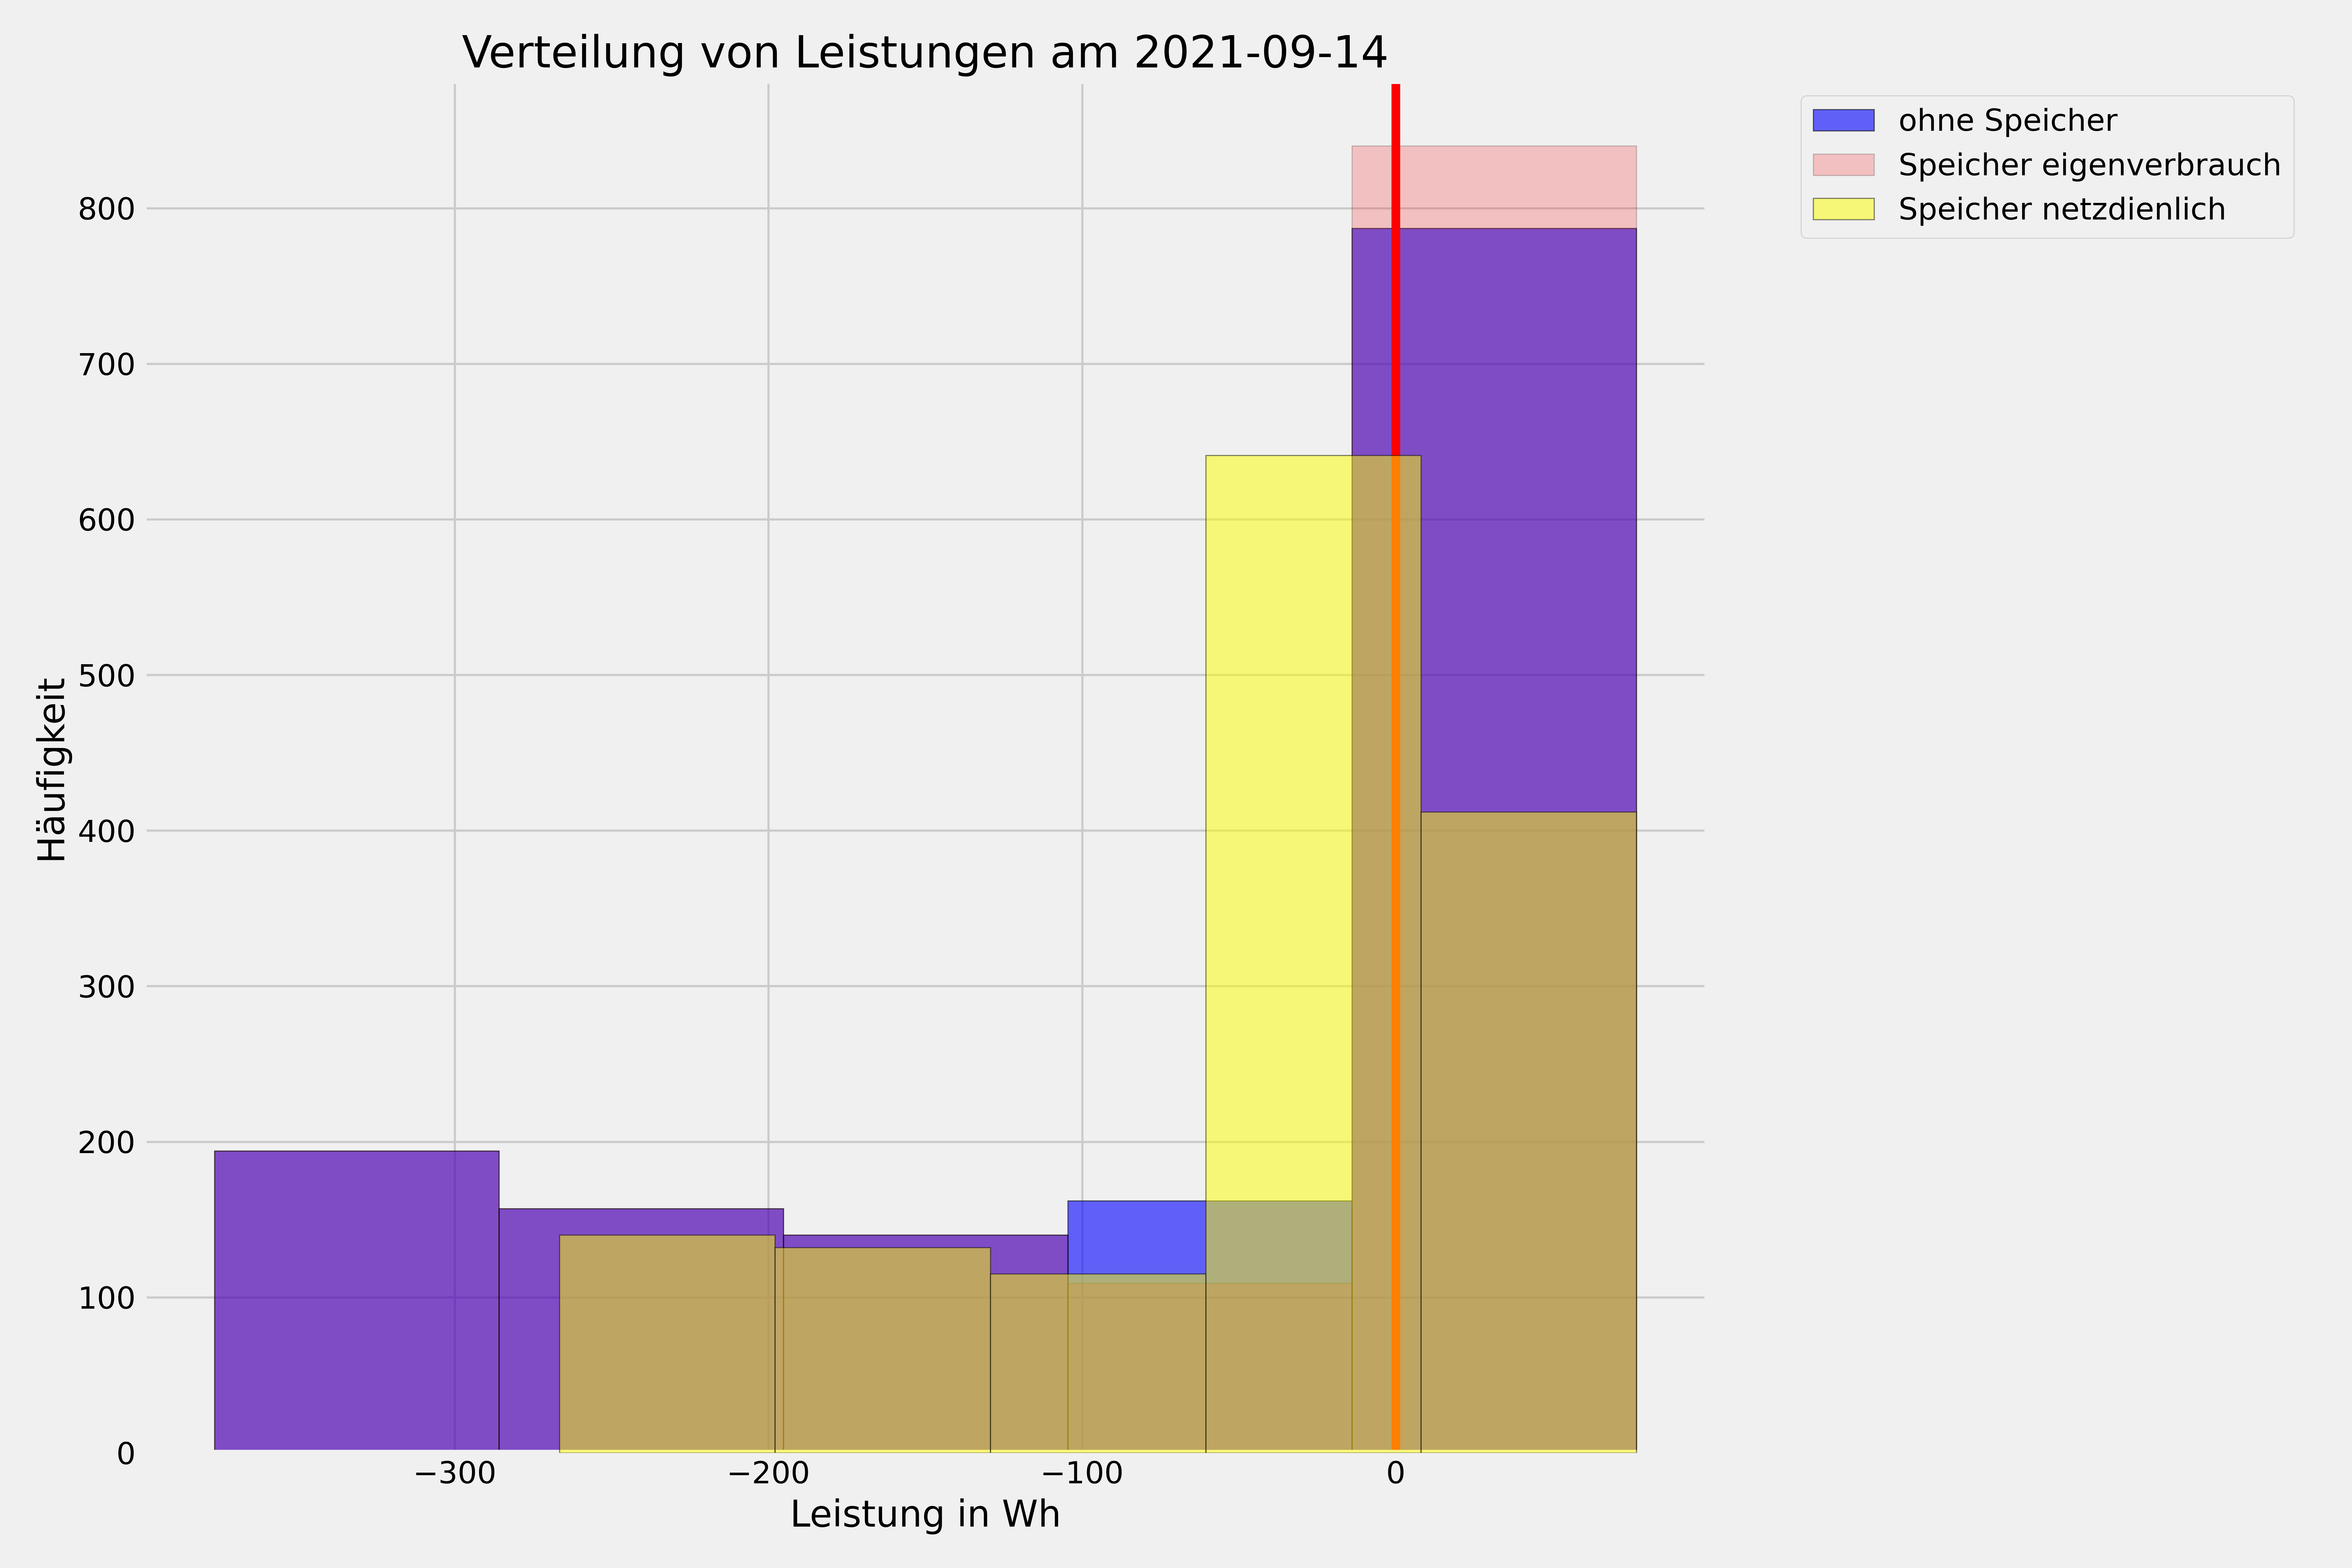 Verteilung von Leistungen am 2021-09-14
ohne Speicher
Speicher eigenverbrauch
Speicher netzdienlich
Häufigkeit
800
700
600
500
400
300
200
100
0
−300 −200 −100 0
Leistung in Wh